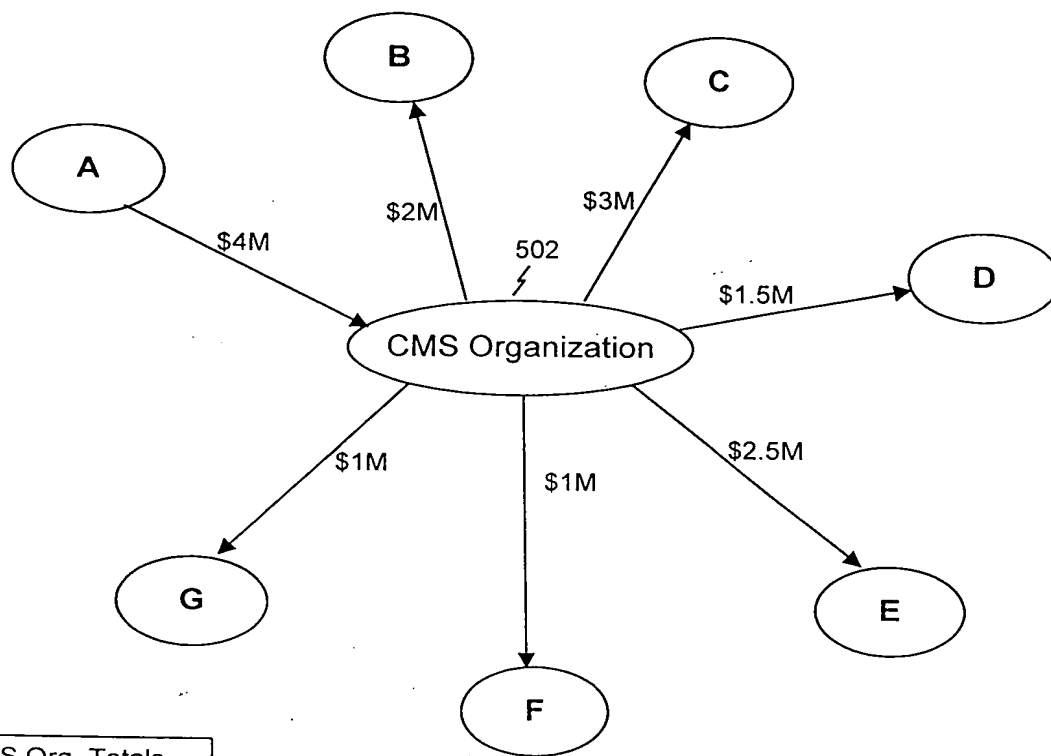 B
C
A
$2M
$3M
$4M
502
D
$1.5M
CMS Organization
$1M
$1M
$2.5M
G
E
F
S Org. Totals